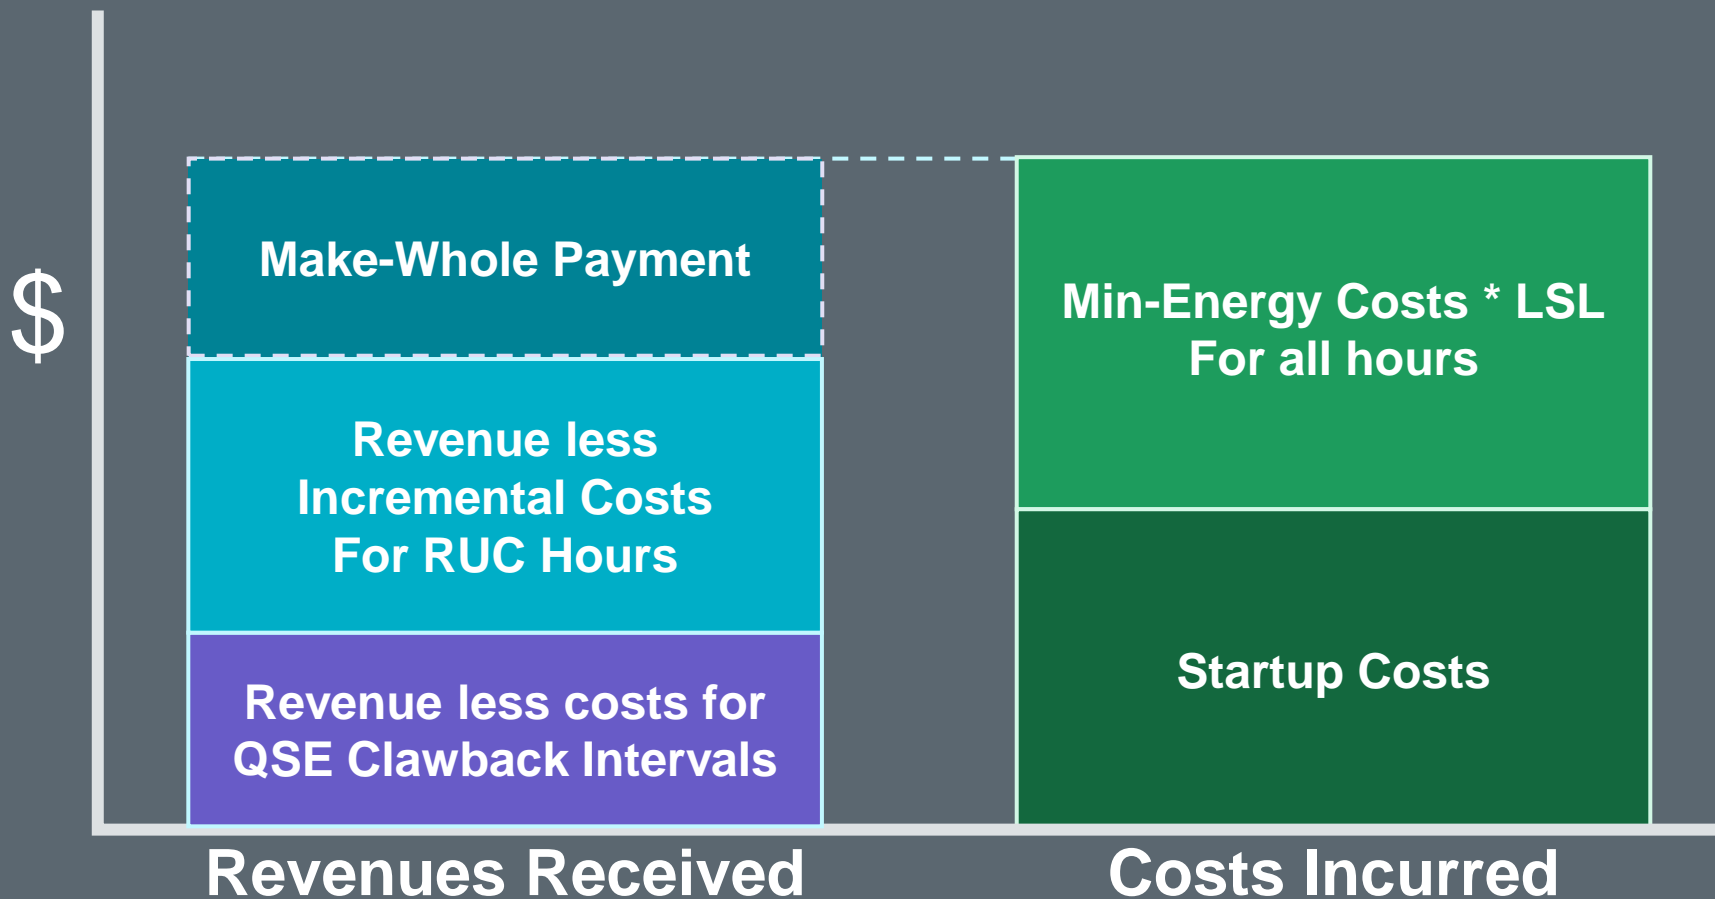 $
Make-Whole Payment
Revenue less
Incremental Costs
For RUC Hours
Revenue less costs for
QSE Clawback Intervals
Min-Energy Costs * LSL
For all hours
Startup Costs
Revenues Received
Costs Incurred